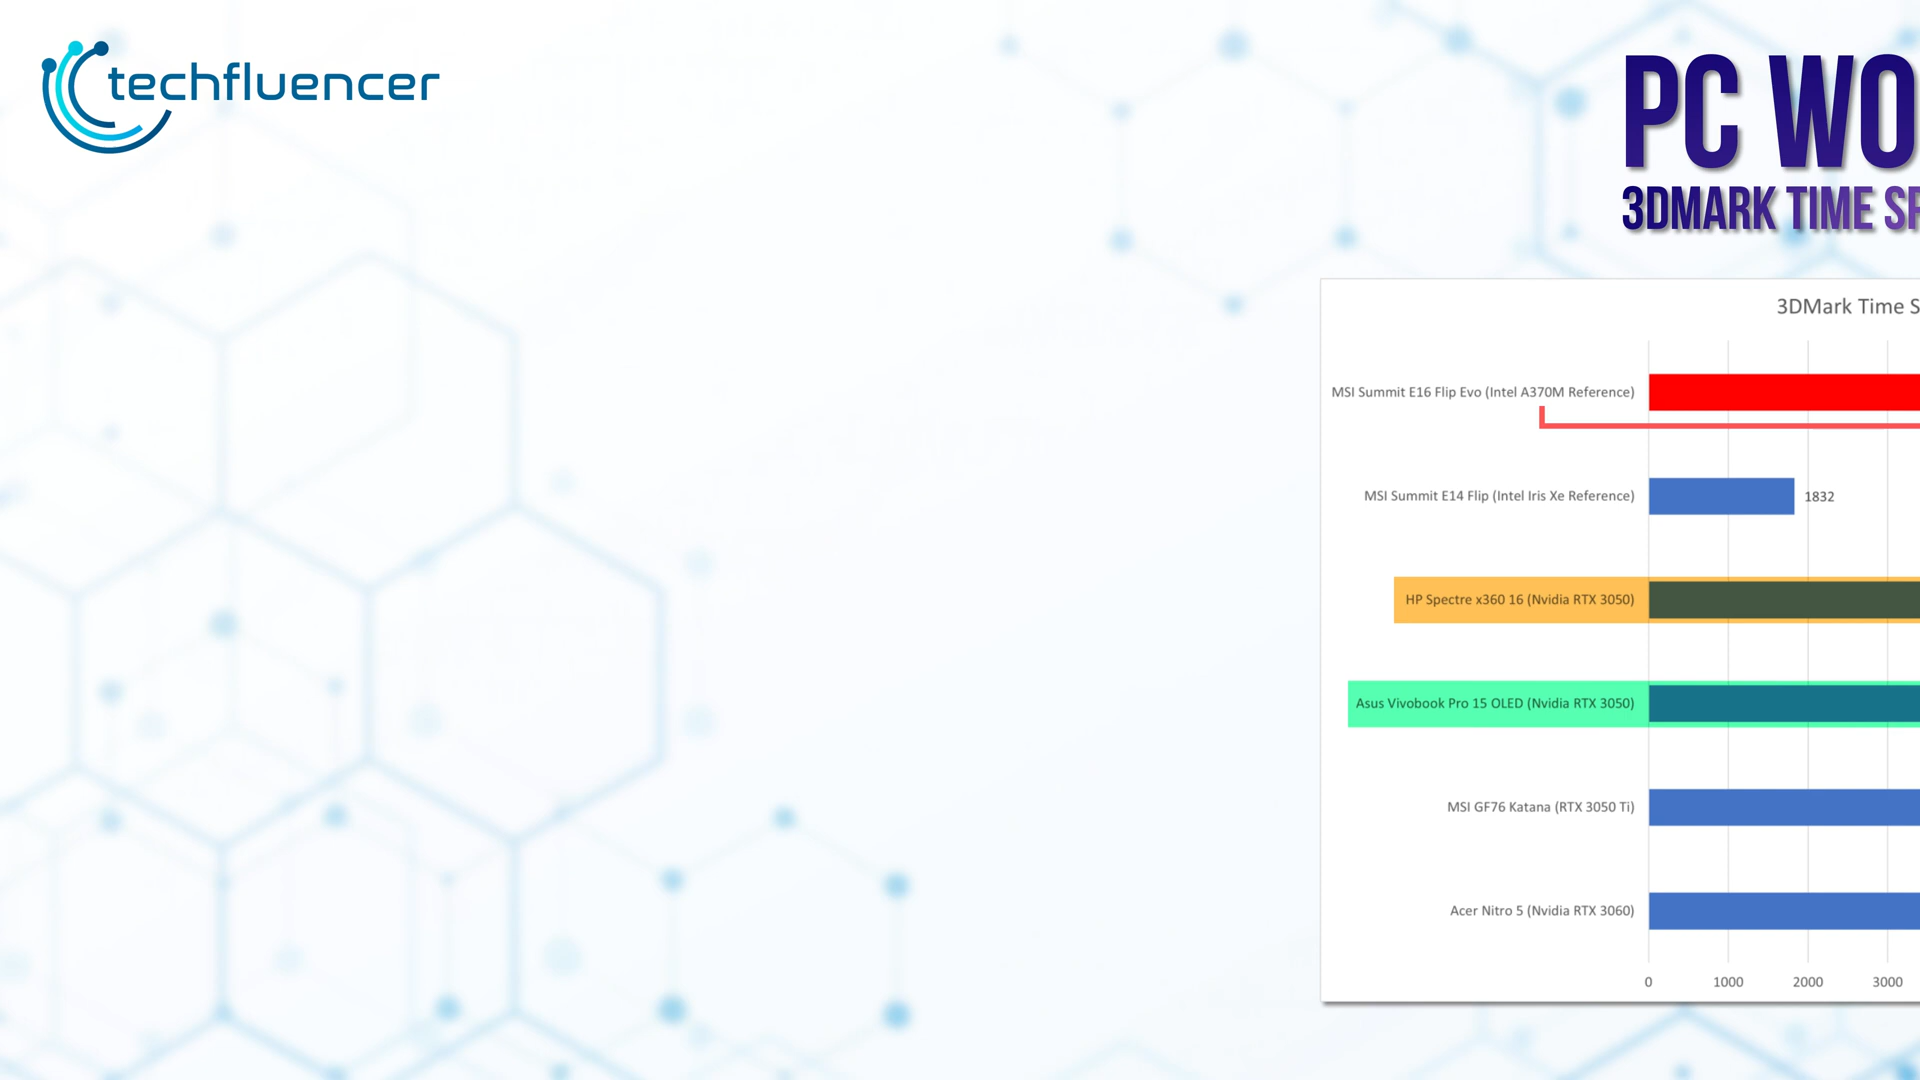 techfluencer
PC WO
3DMARK TIME SP
3DMark Time S
MSI Summit E16 Flip Evo (Intel A370M Reference)
MSI Summit E14 Flip (Intel Iris Xe Reference)
1832
HP Spectre x360 16 (Nvidia RTX 3050)
Asus Vivobook Pro 15 OLED (Nvidia RTX 3050)
MSI GF76 Katana (RTX 3050 Ti)
Acer Nitro 5 (Nvidia RTX 3060)
0 1000 2000 3000